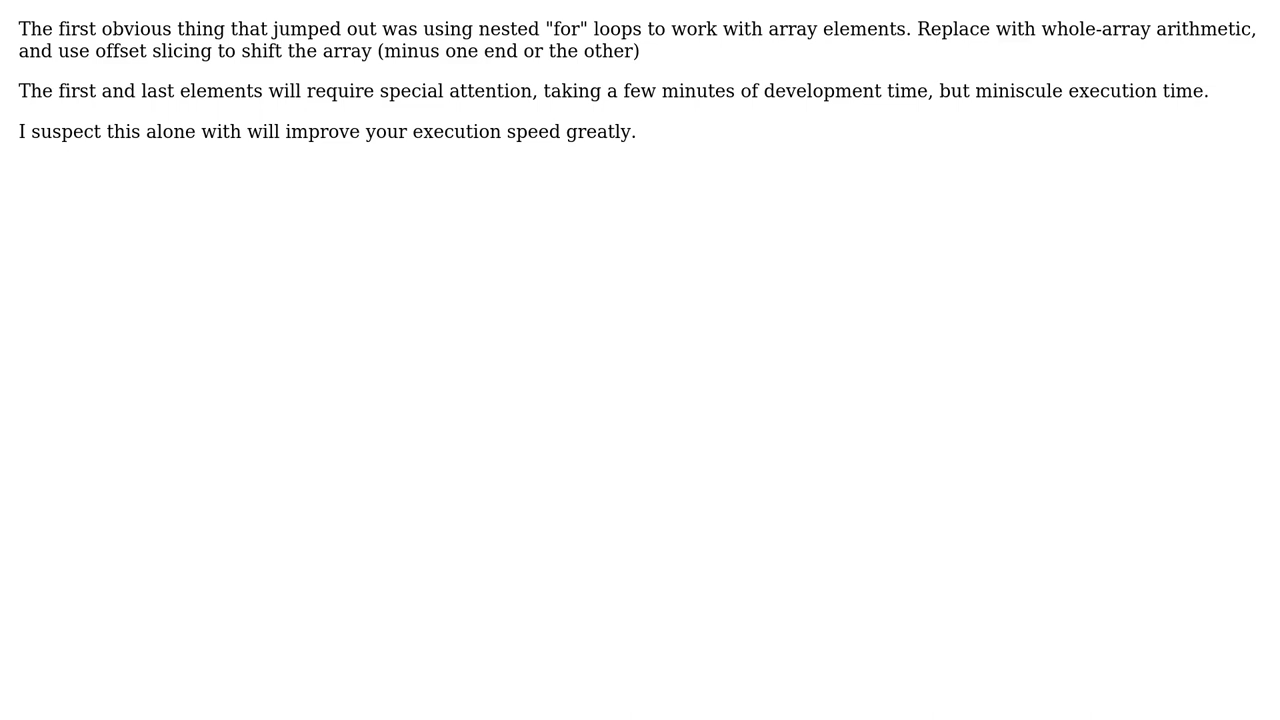 The first obvious thing that jumped out was using nested "for" loops to work with array elements. Replace with whole-array arithmetic,
and use offset slicing to shift the array (minus one end or the other)
The first and last elements will require special attention, taking a few minutes of development time, but miniscule execution time.
I suspect this alone with will improve your execution speed greatly.